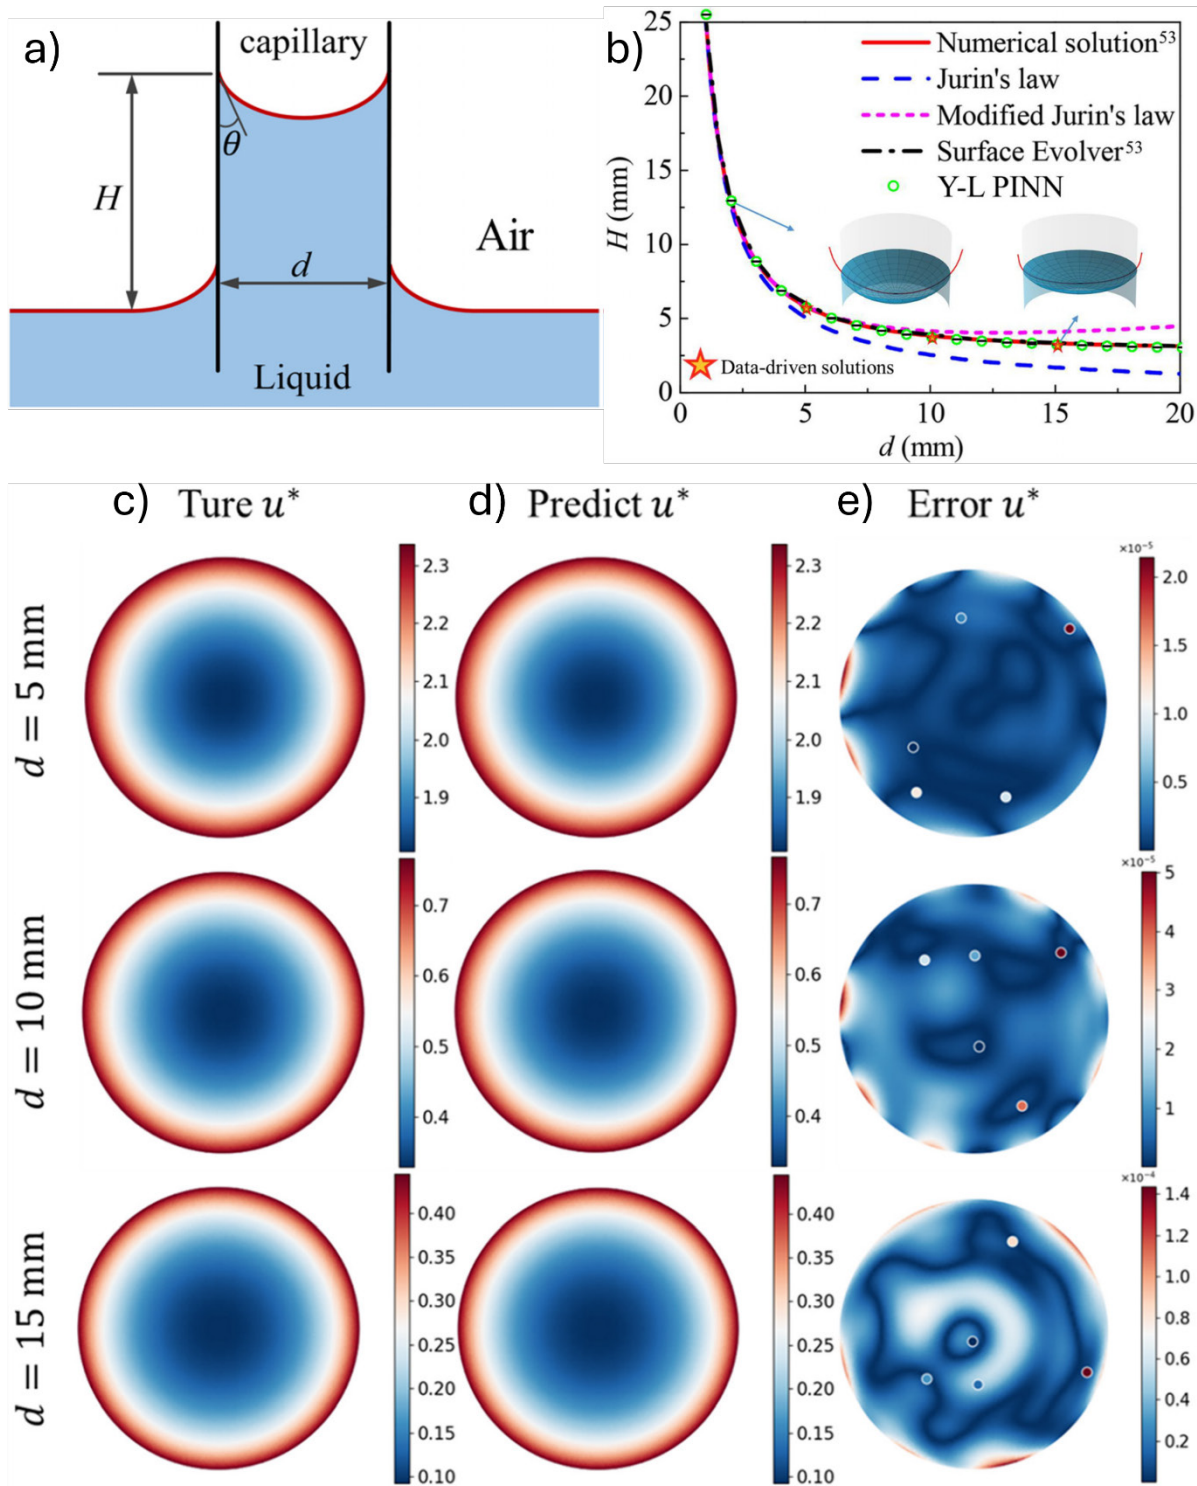 a)
capillary
θ
H
d
Air
Liquid
b)
25
20
15
10
5
0
H (mm)
Numerical solution⁵³
Jurin's law
Modified Jurin's law
Surface Evolver⁵³
Y-L PINN
Data-driven solutions
0 5 10 15 20
d (mm)
c) Ture u*
d) Predict u*
e) Error u*
d = 5 mm
2.3
2.2
2.1
2.0
1.9
2.3
2.2
2.1
2.0
1.9
×10⁻⁵
2.0
1.5
1.0
0.5
d = 10 mm
0.7
0.6
0.5
0.4
0.7
0.6
0.5
0.4
×10⁻⁵
5
4
3
2
1
d = 15 mm
0.40
0.35
0.30
0.25
0.20
0.15
0.10
0.40
0.35
0.30
0.25
0.20
0.15
0.10
×10⁻⁴
1.4
1.2
1.0
0.8
0.6
0.4
0.2